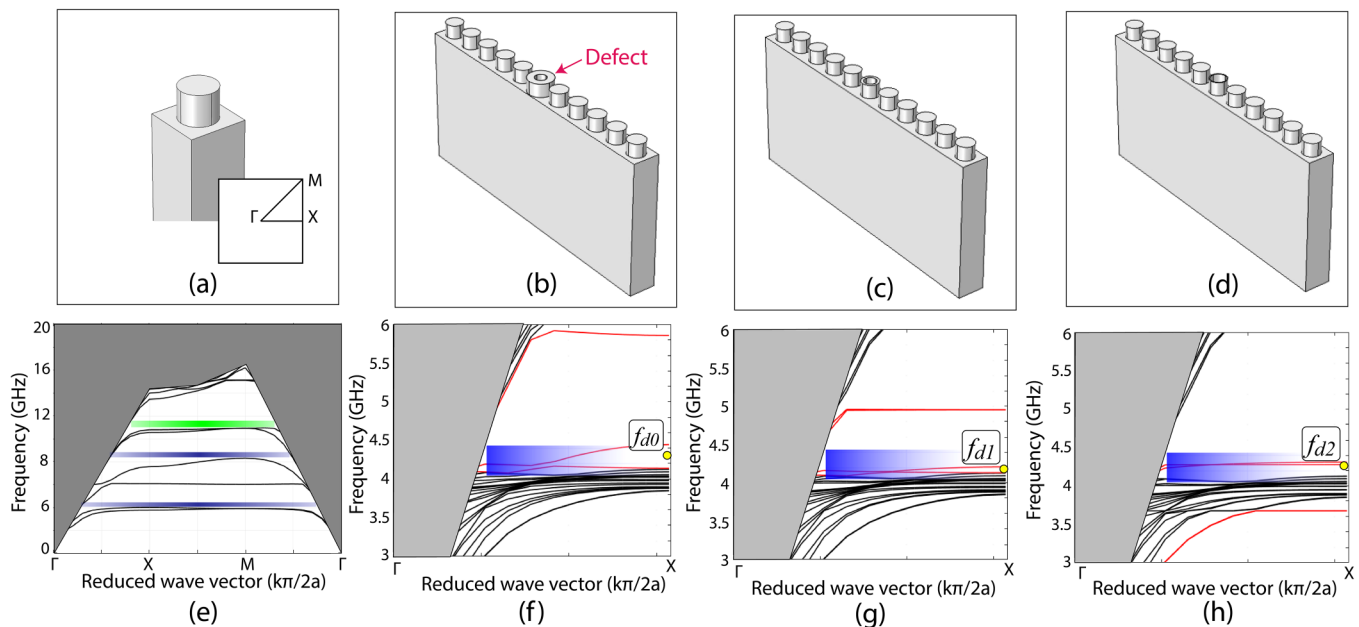 Defect
M
Γ
X
(a)
(b)
(c)
(d)
20
16
12
8
6
0
Frequency (GHz)
Γ
X
M
Γ
Reduced wave vector (kπ/2a)
(e)
6
5.5
5
4.5
4
3.5
3
Frequency (GHz)
fd0
Γ
X
Reduced wave vector (kπ/2a)
(f)
6
5.5
5
4.5
4
3.5
3
Frequency (GHz)
fd1
Γ
X
Reduced wave vector (kπ/2a)
(g)
6
5.5
5
4.5
4
3.5
3
Frequency (GHz)
fd2
Γ
X
Reduced wave vector (kπ/2a)
(h)